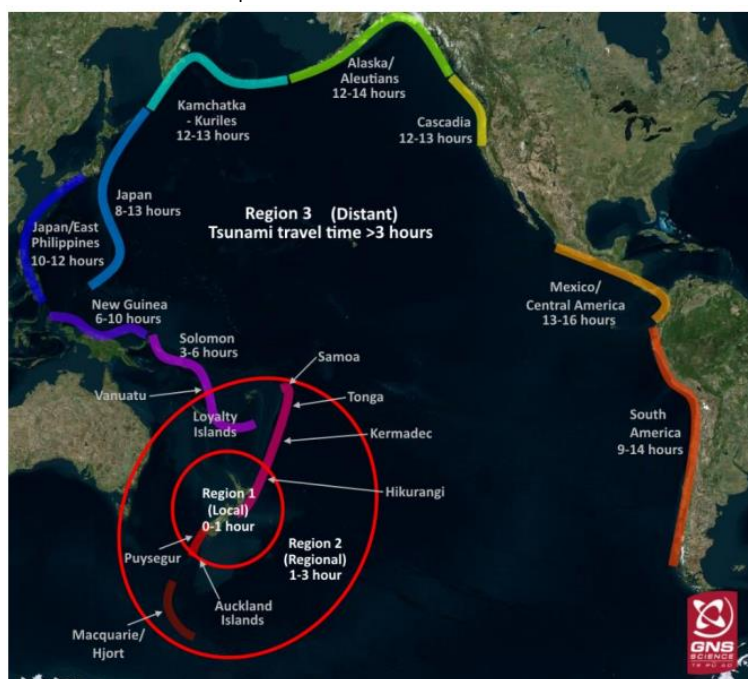 Alaska/
Aleutians
12-14 hours
Kamchatka
- Kuriles
12-13 hours
Cascadia
12-13 hours
Japan
8-13 hours
Region 3 (Distant)
Tsunami travel time >3 hours
Japan/East
Philippines
10-12 hours
Mexico/
Central America
13-16 hours
New Guinea
6-10 hours
Solomon
3-6 hours
Samoa
Vanuatu
Tonga
Loyalty
Islands
Kermadec
South
America
9-14 hours
Hikurangi
Region 1
(Local)
0-1 hour
Region 2
(Regional)
1-3 hour
Puysegur
Auckland
Islands
Macquarie/
Hjort
GNS
SCIENCE
TE PŪ AO